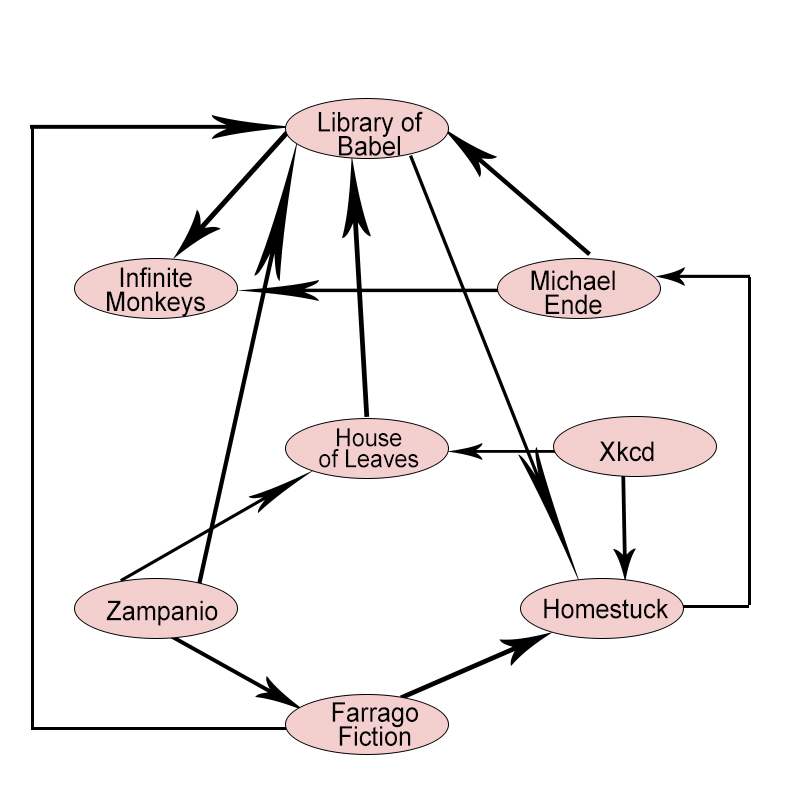 Library of
Babel
Infinite
Monkeys
Michael
Ende
House
of Leaves
Xkcd
Zampanio
Homestuck
Farrago
Fiction